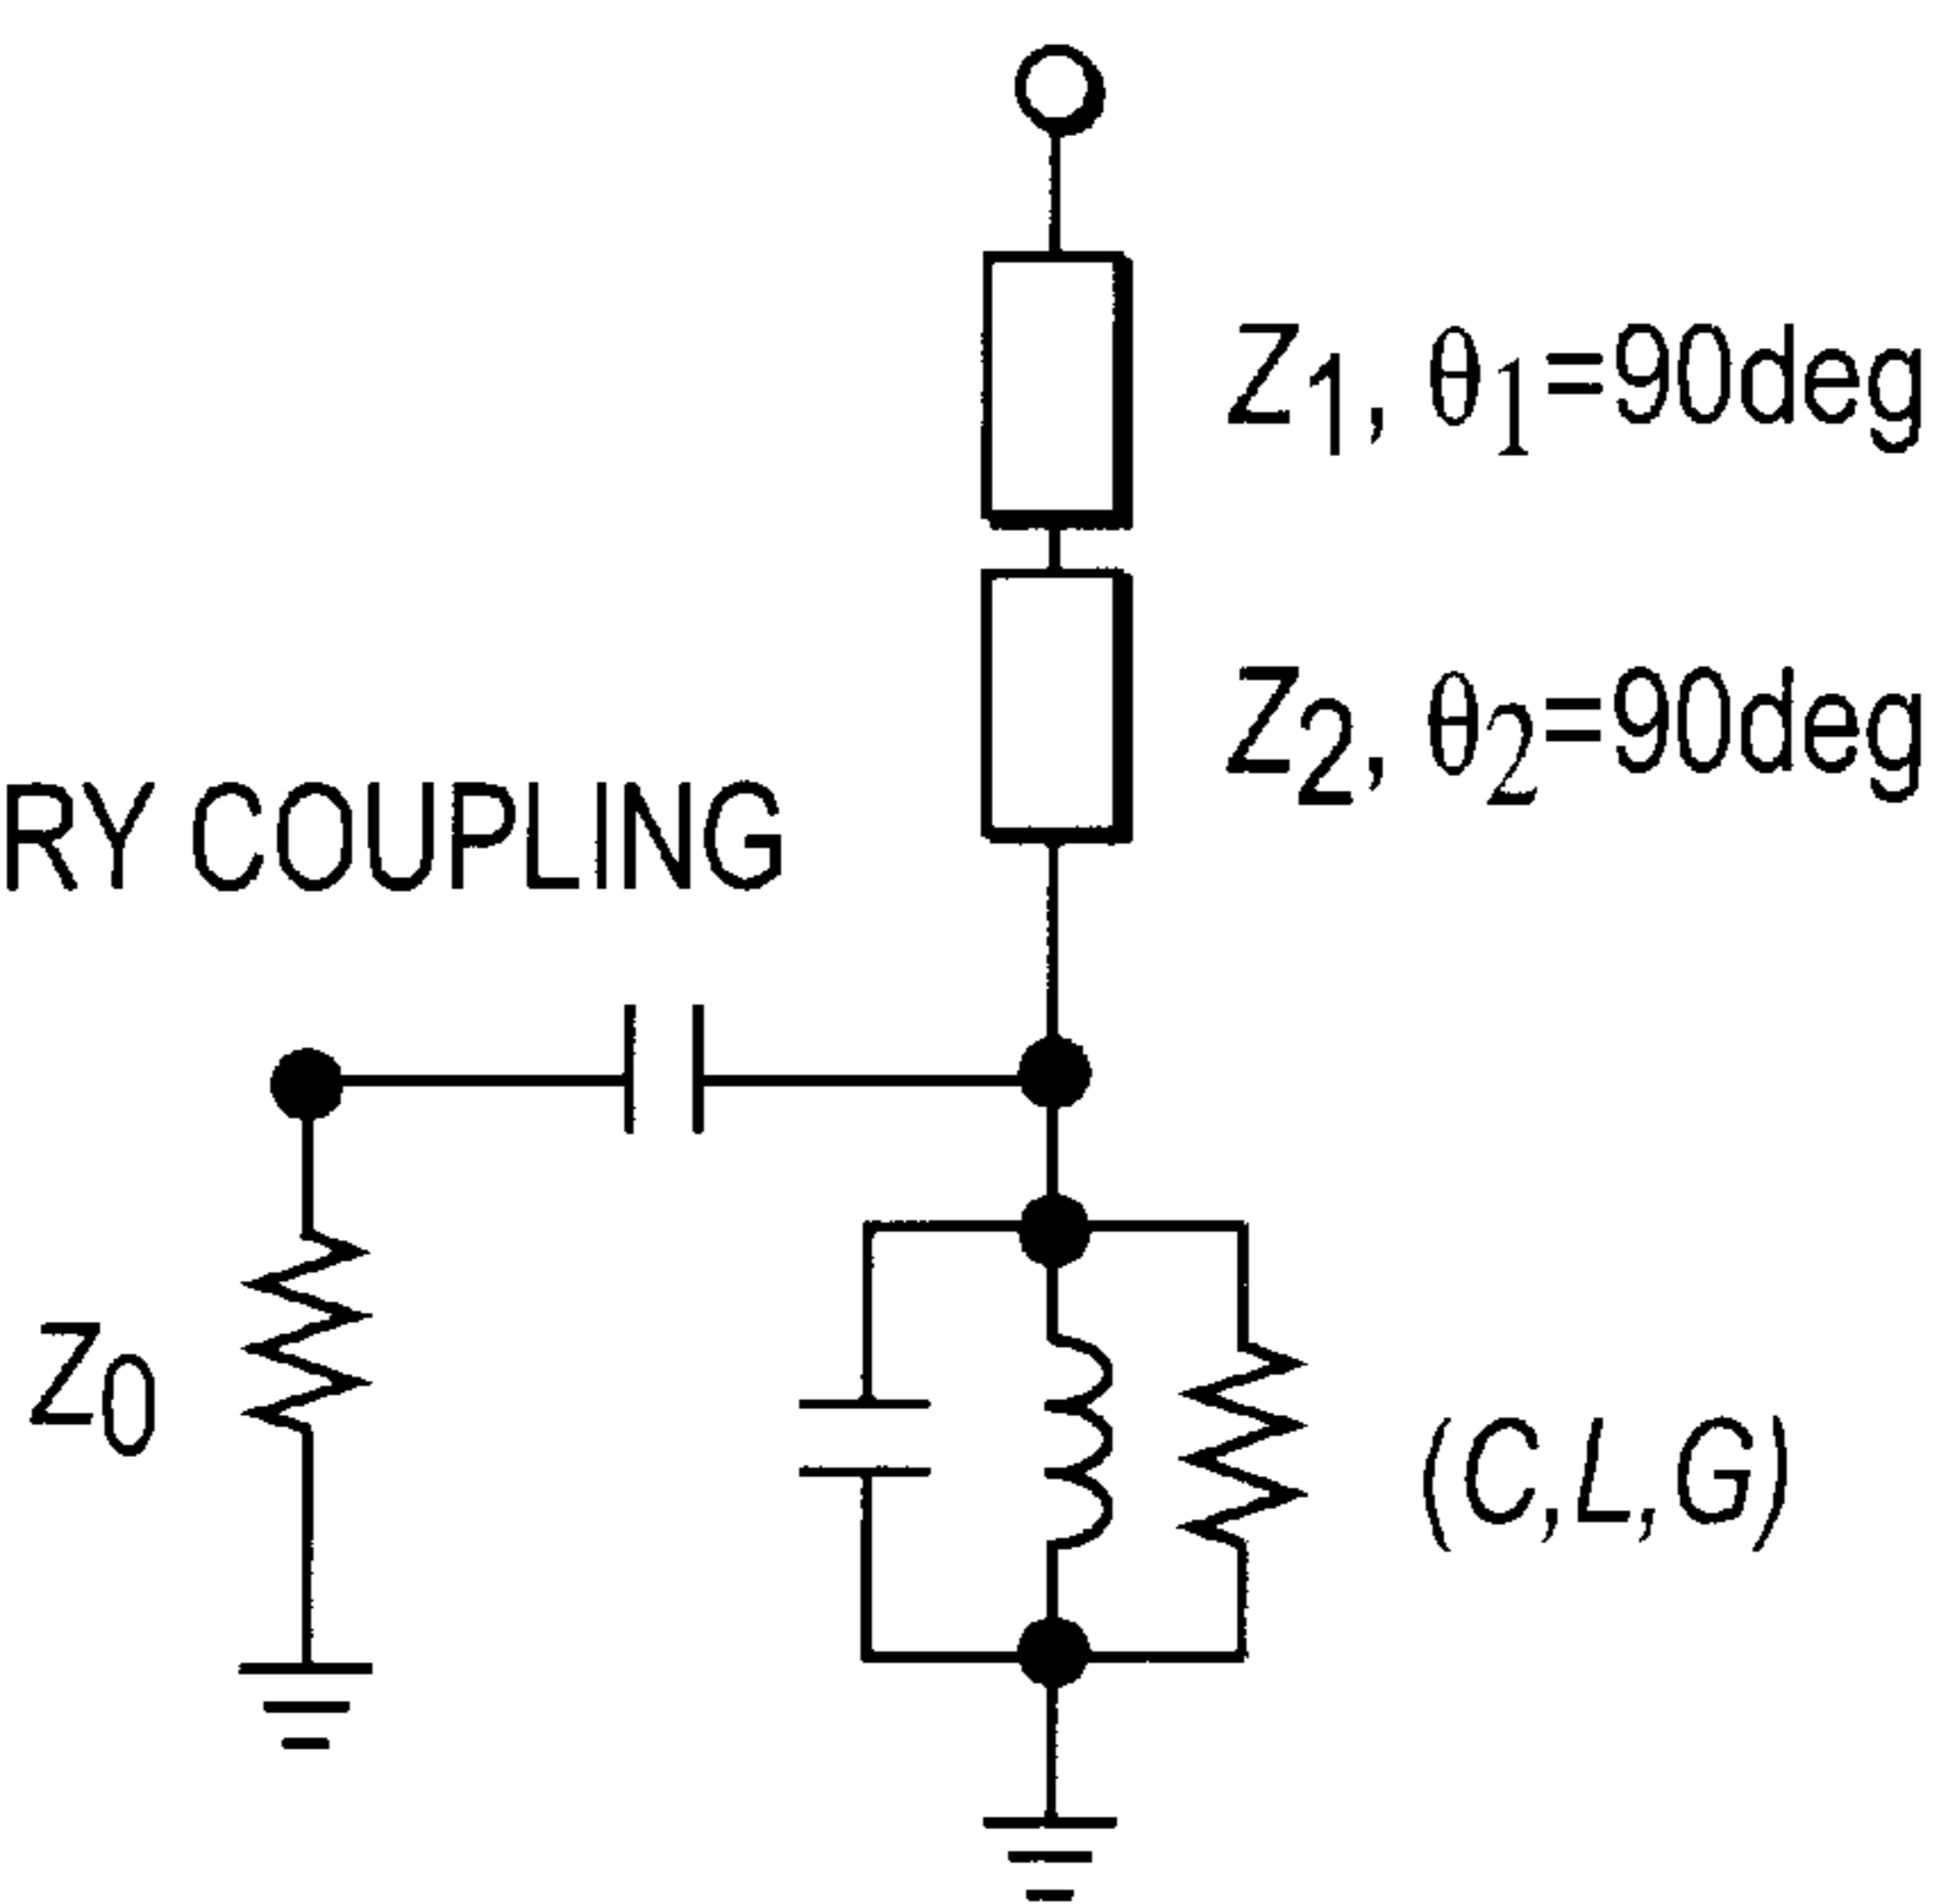 Z1, θ1=90deg
Z2, θ2=90deg
RY COUPLING
Z0
(C,L,G)